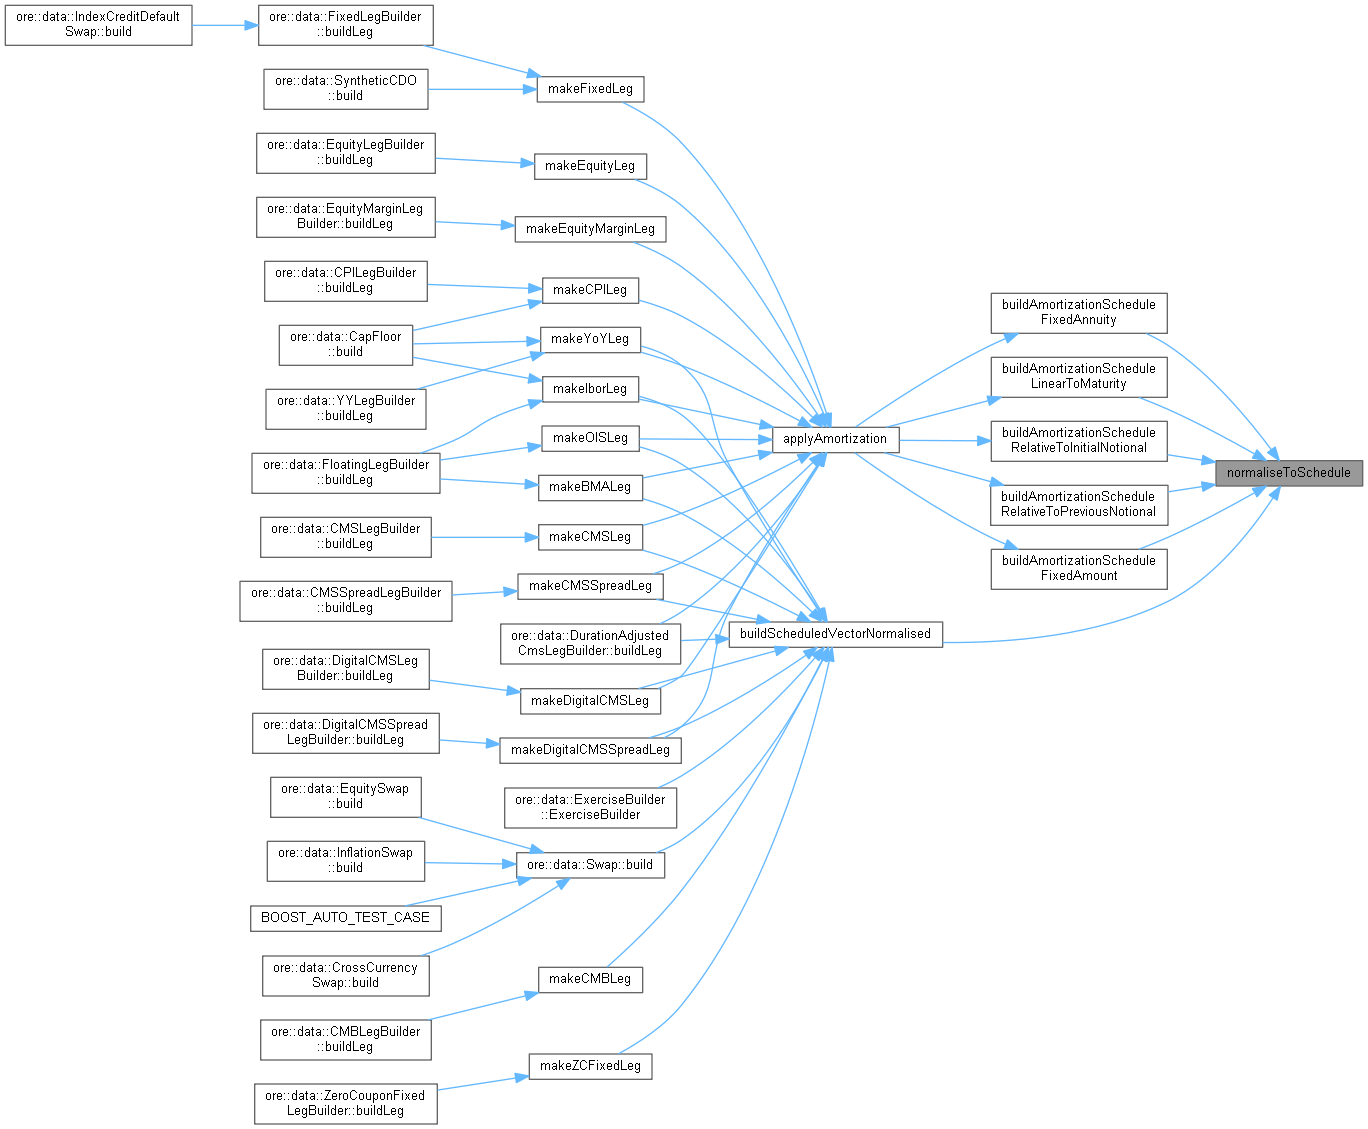 ore::data::IndexCreditDefault
Swap::build
ore::data::FixedLegBuilder
::buildLeg
ore::data::SyntheticCDO
::build
ore::data::EquityLegBuilder
::buildLeg
ore::data::EquityMarginLeg
Builder::buildLeg
ore::data::CPILegBuilder
::buildLeg
ore::data::CapFloor
::build
ore::data::YYLegBuilder
::buildLeg
ore::data::FloatingLegBuilder
::buildLeg
ore::data::CMSLegBuilder
::buildLeg
ore::data::CMSSpreadLegBuilder
::buildLeg
ore::data::DigitalCMSLeg
Builder::buildLeg
ore::data::DigitalCMSSpread
LegBuilder::buildLeg
ore::data::EquitySwap
::build
ore::data::InflationSwap
::build
BOOST_AUTO_TEST_CASE
ore::data::CrossCurrency
Swap::build
ore::data::CMBLegBuilder
::buildLeg
ore::data::ZeroCouponFixed
LegBuilder::buildLeg
makeFixedLeg
makeEquityLeg
makeEquityMarginLeg
makeCPILeg
makeYoYLeg
makeIborLeg
makeOISLeg
makeBMALeg
makeCMSLeg
makeCMSSpreadLeg
ore::data::DurationAdjusted
CmsLegBuilder::buildLeg
makeDigitalCMSLeg
makeDigitalCMSSpreadLeg
ore::data::ExerciseBuilder
::ExerciseBuilder
ore::data::Swap::build
makeCMBLeg
makeZCFixedLeg
applyAmortization
buildScheduledVectorNormalised
buildAmortizationSchedule
FixedAnnuity
buildAmortizationSchedule
LinearToMaturity
buildAmortizationSchedule
RelativeToInitialNotional
buildAmortizationSchedule
RelativeToPreviousNotional
buildAmortizationSchedule
FixedAmount
normaliseToSchedule